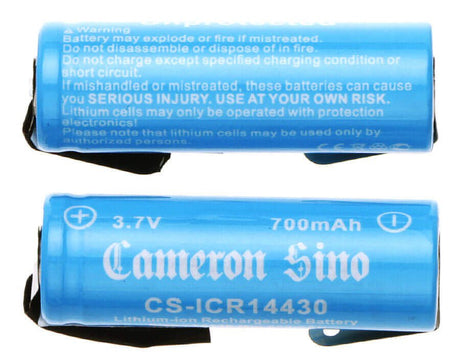 Warning
Battery may explode or fire if mistreated.
Do not disassemble or dispose of in fire.
Do not charge except specified charging condition or
short circuit.
If mishandled or mistreated, these batteries can cause
you SERIOUS INJURY. USE AT YOUR OWN RISK.
Lithium cells may only be operated with protection
electronics!
Please note that lithium cells may be used only by
authorized persons.
3.7V 700mAh
Cameron Sino
CS-ICR14430
Lithium-Ion Rechargeable Battery